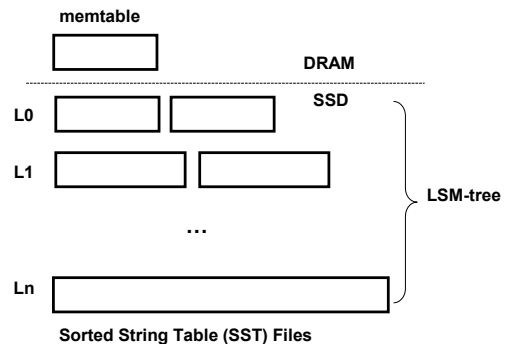 memtable
DRAM
SSD
L0
L1
LSM-tree
...
Ln
Sorted String Table (SST) Files